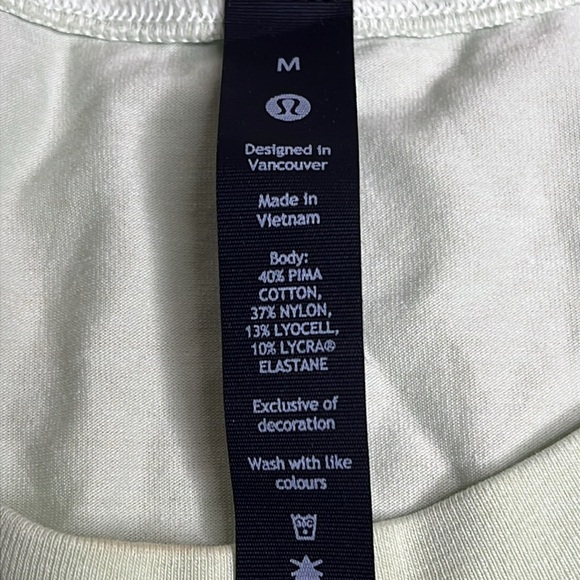 M
Designed in
Vancouver
Made in
Vietnam
Body:
40% PIMA
COTTON,
37% NYLON,
13% LYOCELL,
10% LYCRA®
ELASTANE
Exclusive of
decoration
Wash with like
colours
30C